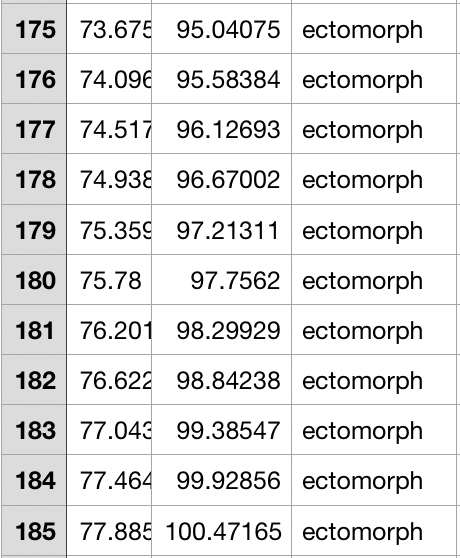 175 73.675 95.04075 ectomorph
176 74.096 95.58384 ectomorph
177 74.517 96.12693 ectomorph
178 74.938 96.67002 ectomorph
179 75.359 97.21311 ectomorph
180 75.78 97.7562 ectomorph
181 76.201 98.29929 ectomorph
182 76.622 98.84238 ectomorph
183 77.043 99.38547 ectomorph
184 77.464 99.92856 ectomorph
185 77.885 100.47165 ectomorph